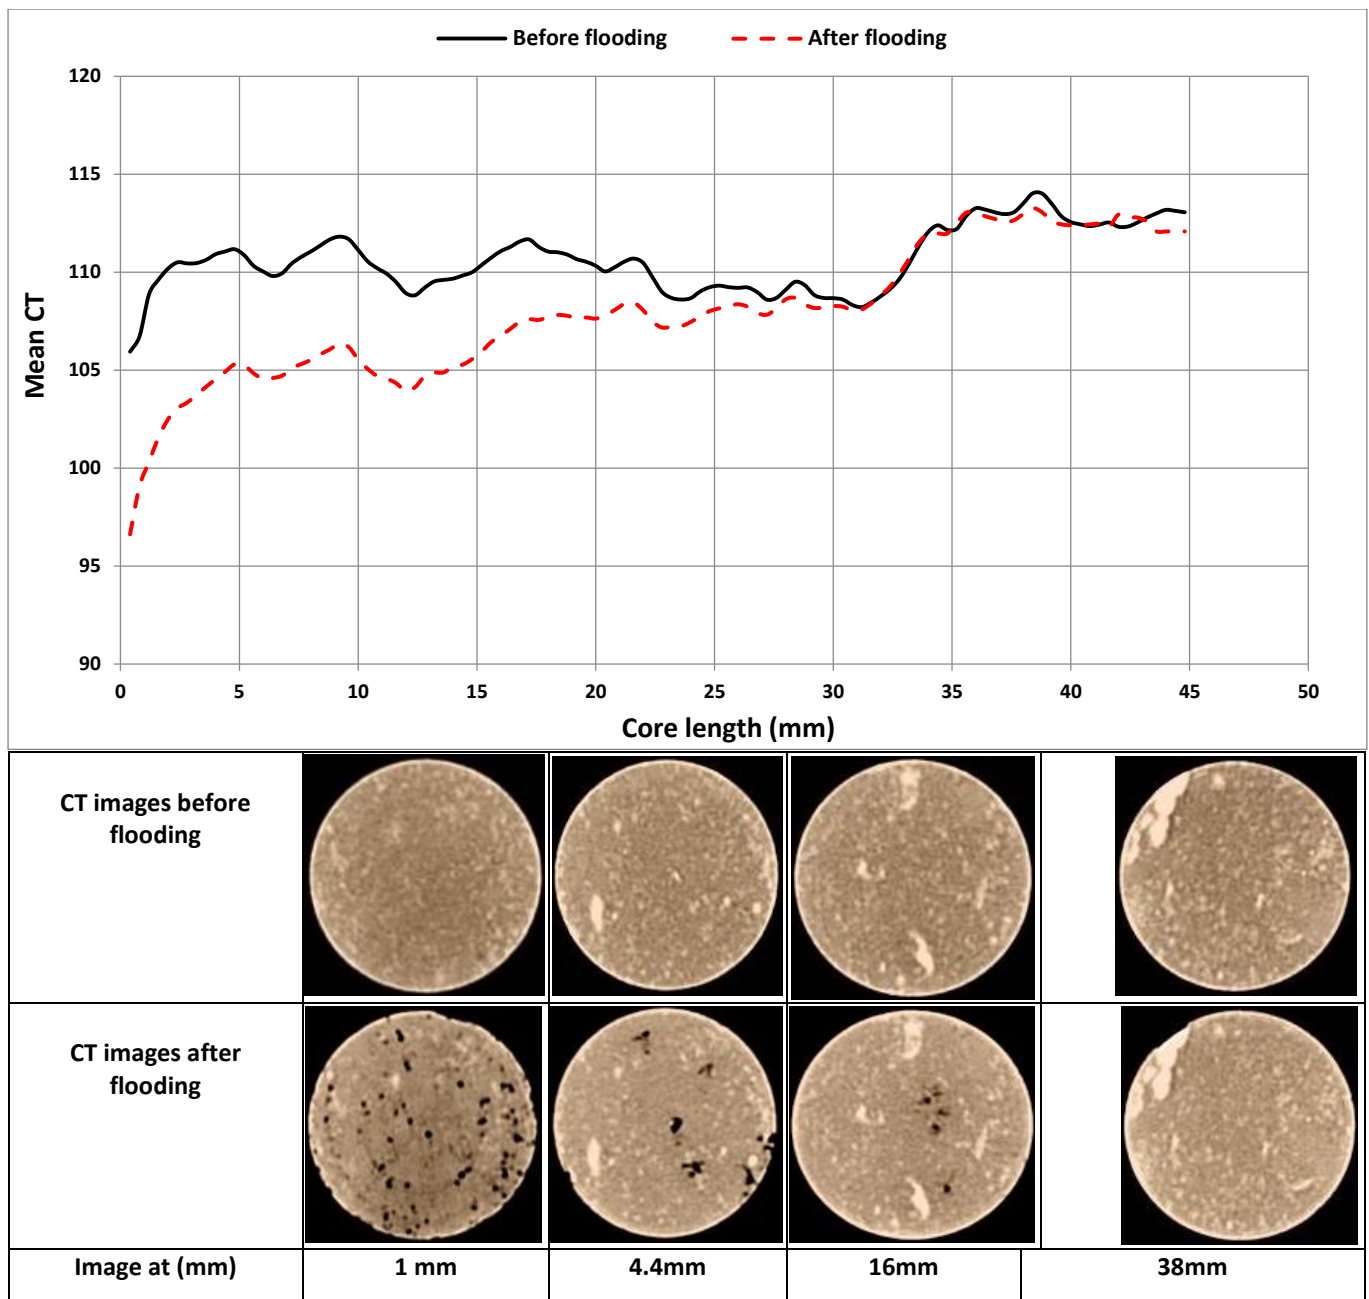 Before flooding
After flooding
120
115
110
105
100
95
90
Mean CT
0 5 10 15 20 25 30 35 40 45 50
Core length (mm)
CT images before
flooding
CT images after
flooding
Image at (mm) 1 mm 4.4mm 16mm 38mm